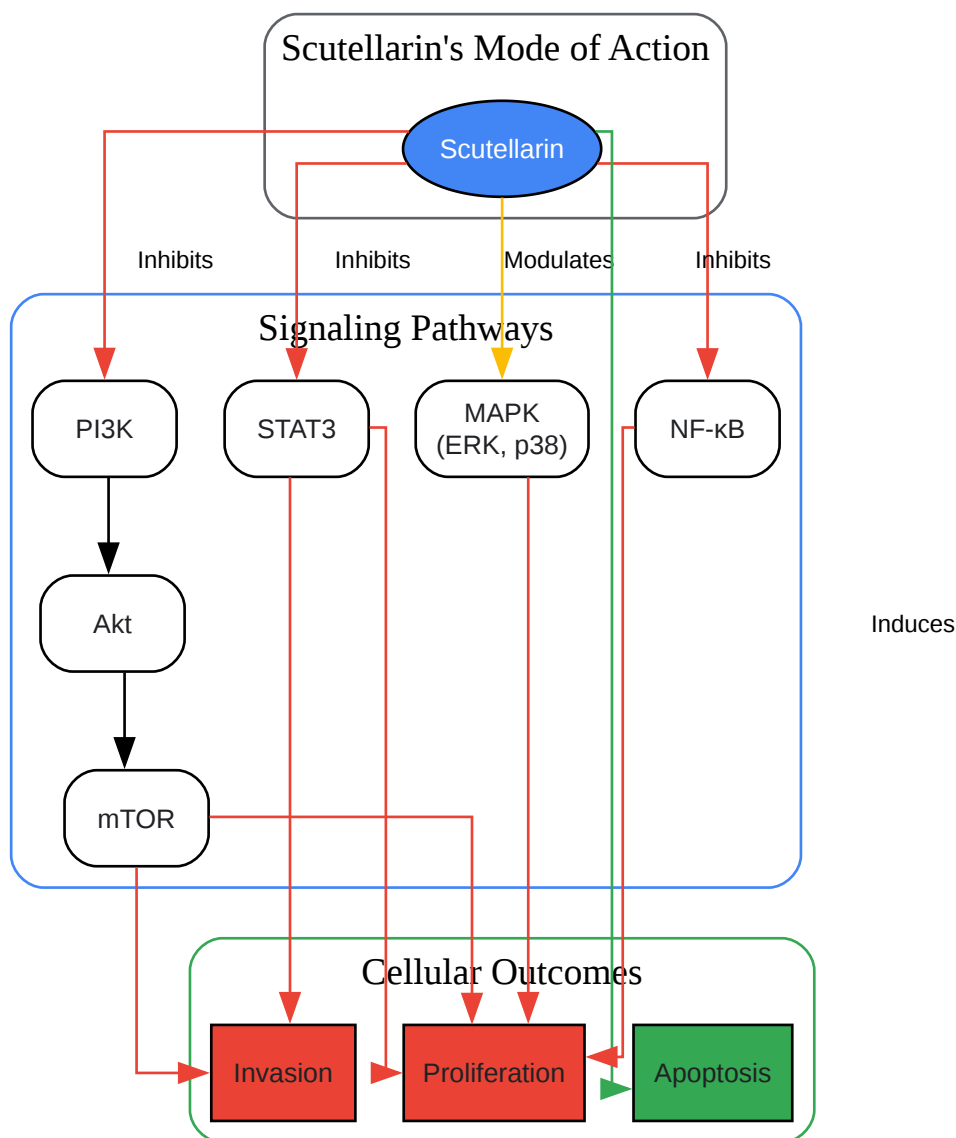 Scutellarin's Mode of Action
Scutellarin
Inhibits
Inhibits
Modulates
Inhibits
Signaling Pathways
PI3K
STAT3
MAPK
(ERK, p38)
NF-κB
Akt
Induces
mTOR
Cellular Outcomes
Invasion
Proliferation
Apoptosis